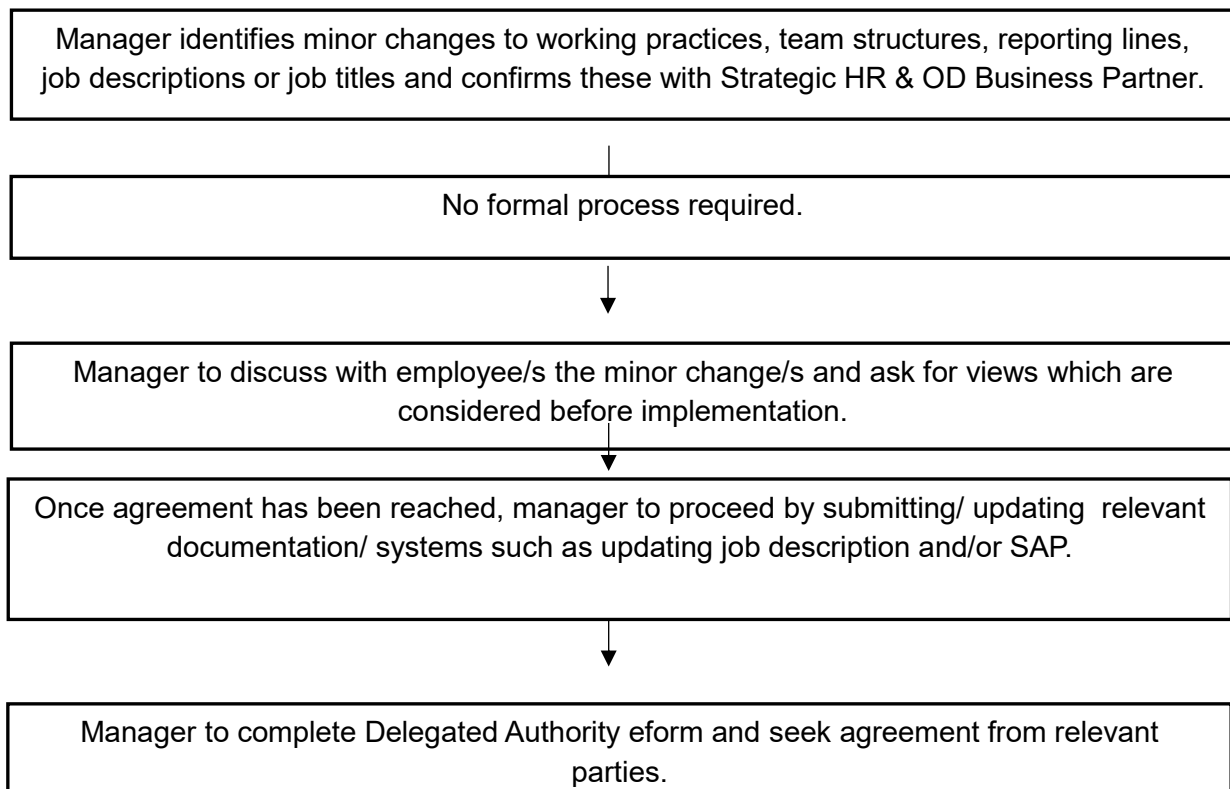 Manager identifies minor changes to working practices, team structures, reporting lines,
job descriptions or job titles and confirms these with Strategic HR & OD Business Partner.
No formal process required.
Manager to discuss with employee/s the minor change/s and ask for views which are
considered before implementation.
Once agreement has been reached, manager to proceed by submitting/ updating  relevant
documentation/ systems such as updating job description and/or SAP.
Manager to complete Delegated Authority eform and seek agreement from relevant
parties.